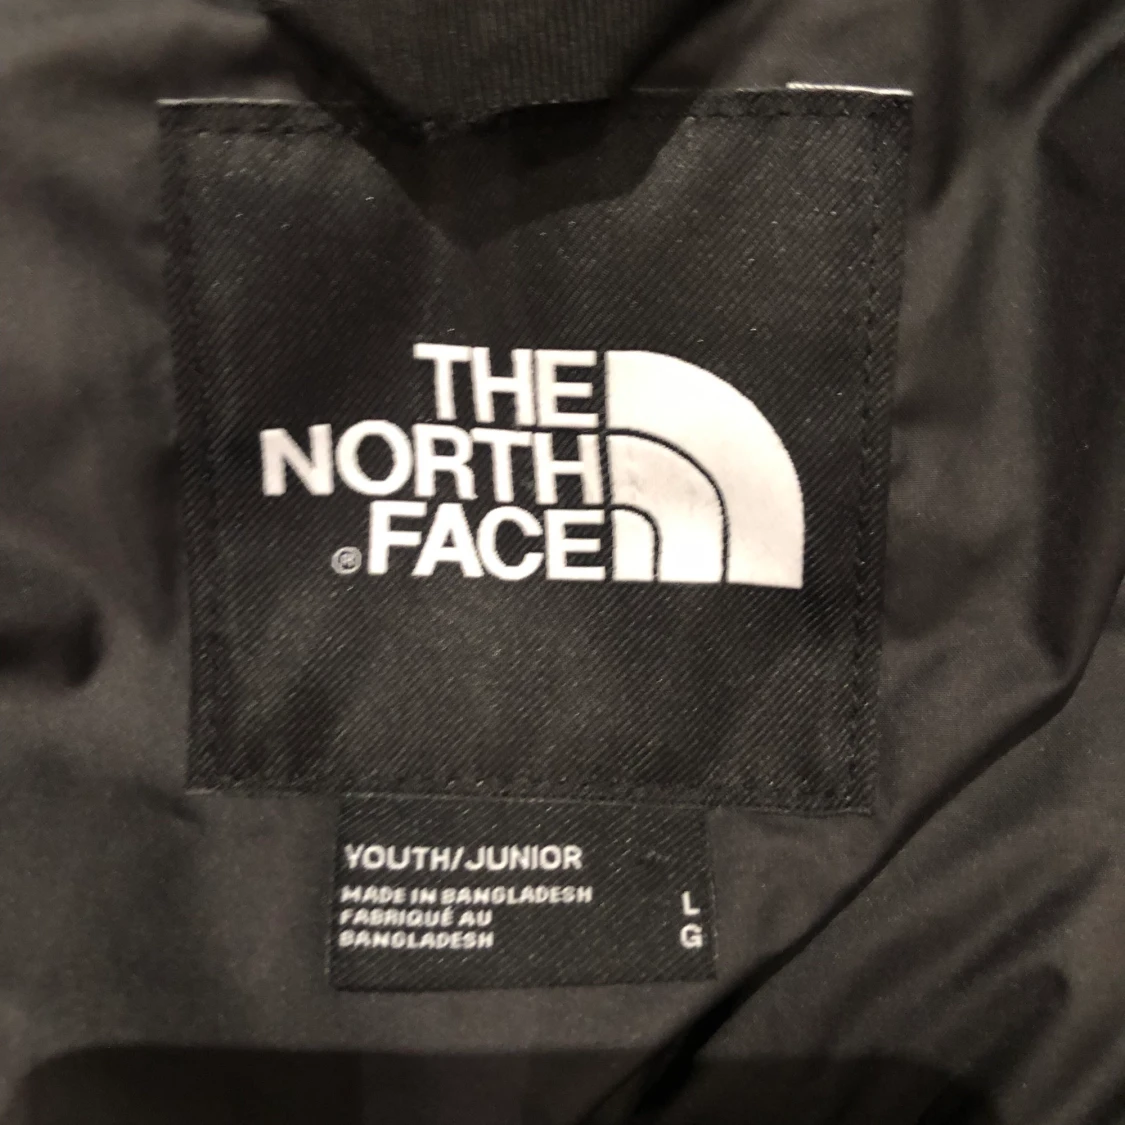 THE
NORTH
® FACE
YOUTH/JUNIOR
MADE IN BANGLADESH
FABRIQUÉ AU
BANGLADESH
L
G